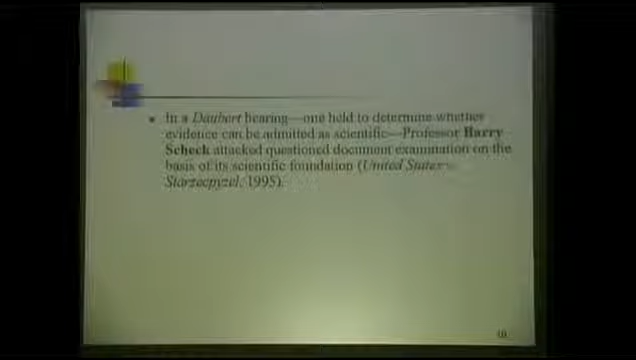 In a Daubert hearing—one held to determine whether
evidence can be admitted as scientific—Professor Harry
Scheck attacked questioned document examination on the
basis of its scientific foundation (United States v.
Starzecpyzel, 1995).